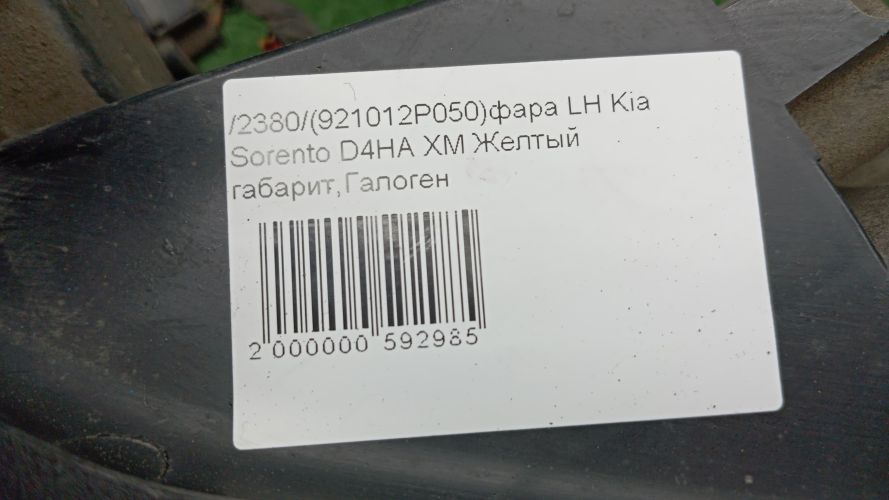 /2380/(921012P050)фара LH Kia
Sorento D4HA XM Желтый
габарит,Галоген
2 000000 592985